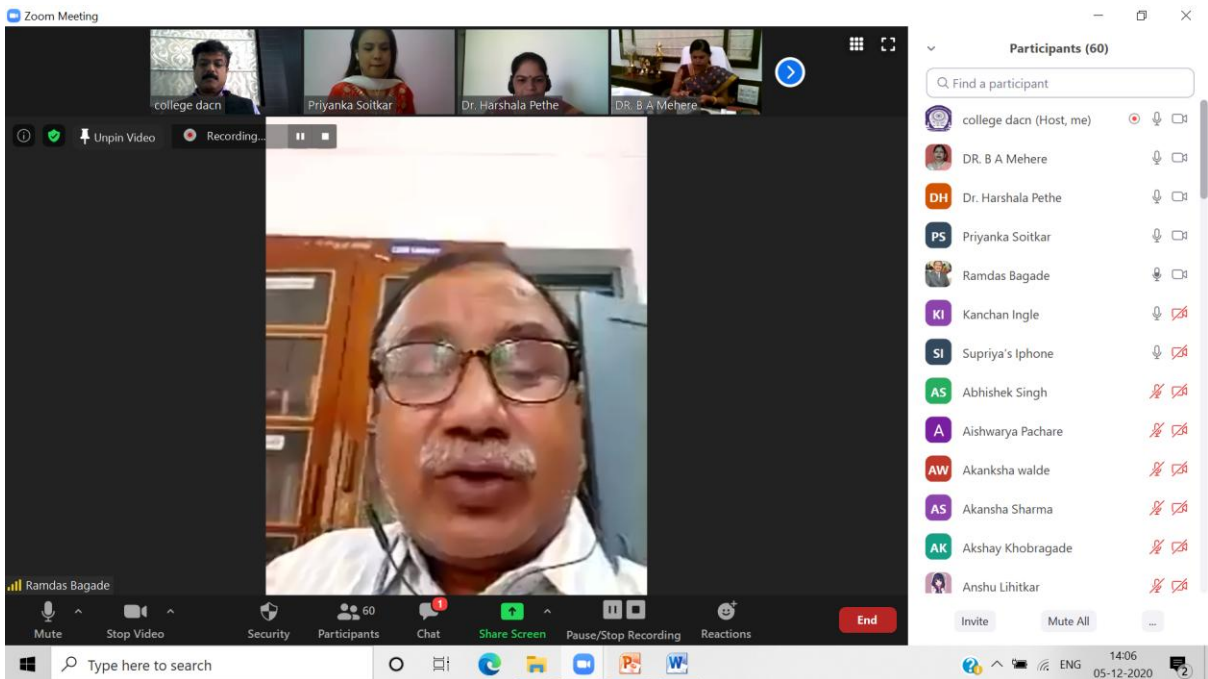 Zoom Meeting
college dacn
Priyanka Soitkar
Dr. Harshala Pethe
DR. B A Mehere
Unpin Video
Recording...
Ramdas Bagade
Mute
Stop Video
Security
60
Participants
1
Chat
Share Screen
Pause/Stop Recording
Reactions
End
Participants (60)
Find a participant
college dacn (Host, me)
DR. B A Mehere
DH Dr. Harshala Pethe
PS Priyanka Soitkar
Ramdas Bagade
KI Kanchan Ingle
SI Supriya's Iphone
AS Abhishek Singh
A Aishwarya Pachare
AW Akanksha walde
AS Akansha Sharma
AK Akshay Khobragade
Anshu Lihitkar
Invite Mute All ...
Type here to search
ENG
14:06
05-12-2020
2